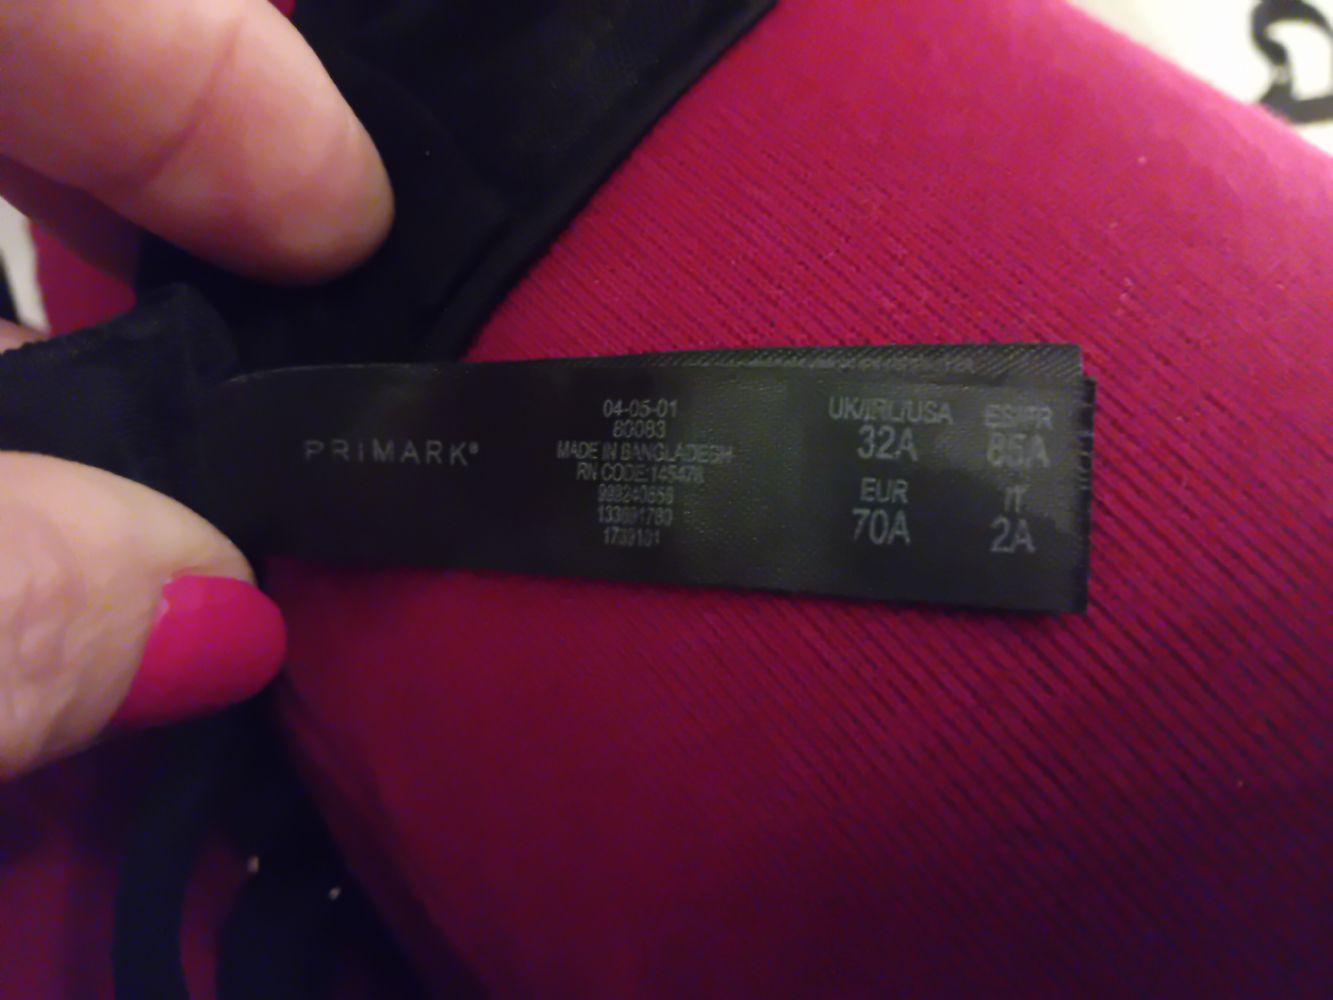 PRIMARK®
04-05-01
80083
MADE IN BANGLADESH
RN CODE:145478
1739101
UK/IRL/USA
32A
ES/FR
85A
EUR
70A
IT
2A